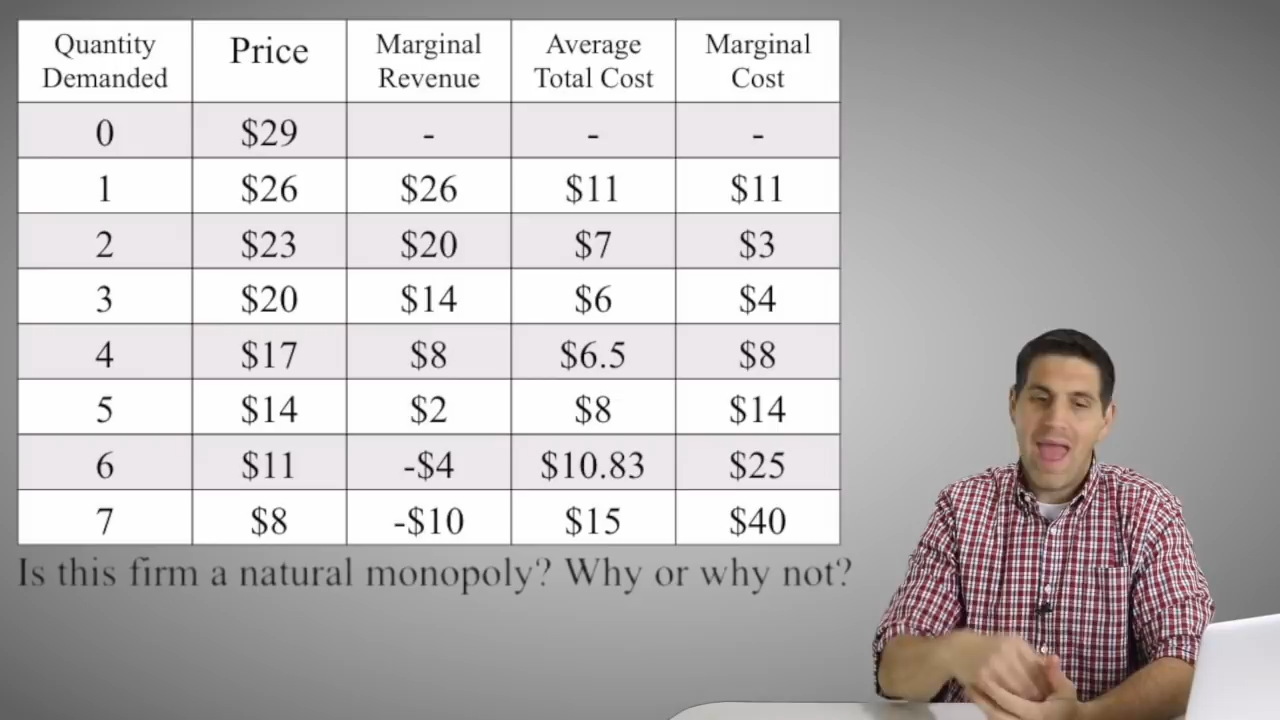 Quantity Demanded Price Marginal Revenue Average Total Cost Marginal Cost
0 $29 - - -
1 $26 $26 $11 $11
2 $23 $20 $7 $3
3 $20 $14 $6 $4
4 $17 $8 $6.5 $8
5 $14 $2 $8 $14
6 $11 -$4 $10.83 $25
7 $8 -$10 $15 $40
Is this firm a natural monopoly? Why or why not?